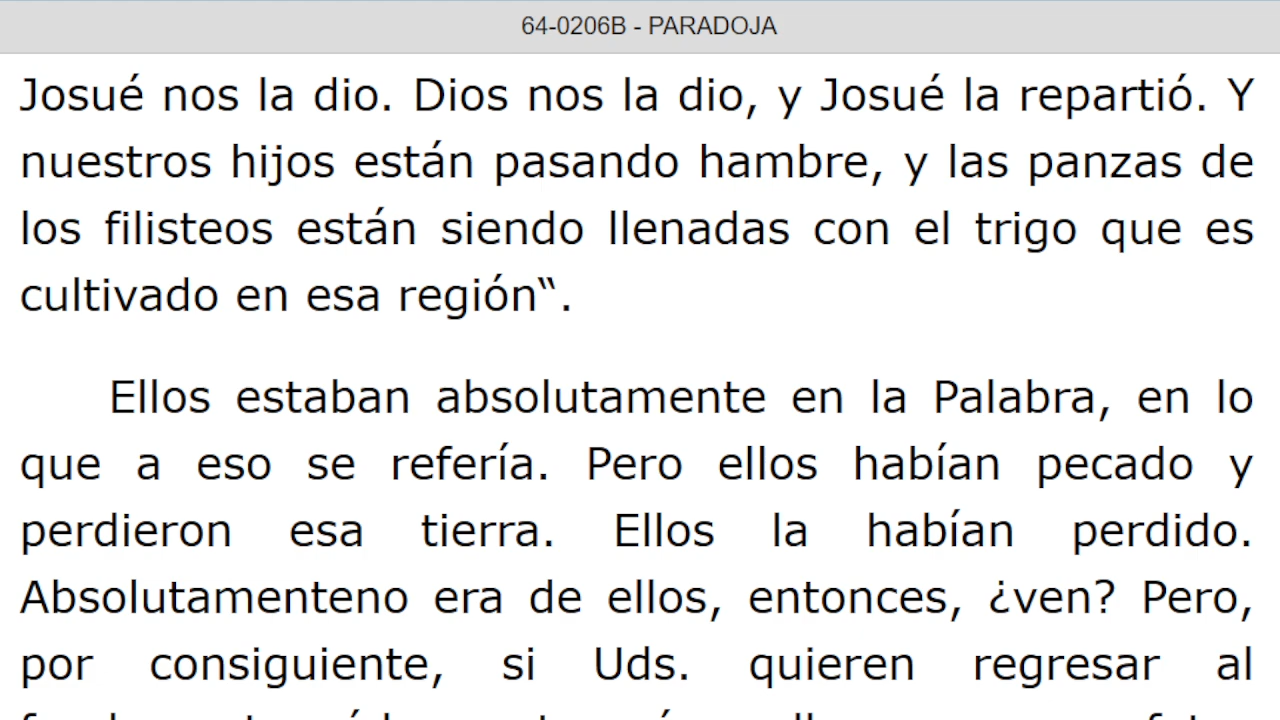 64-0206B - PARADOJA
Josué nos la dio. Dios nos la dio, y Josué la repartió. Y
nuestros hijos están pasando hambre, y las panzas de
los filisteos están siendo llenadas con el trigo que es
cultivado en esa región“.
Ellos estaban absolutamente en la Palabra, en lo
que a eso se refería. Pero ellos habían pecado y
perdieron esa tierra. Ellos la habían perdido.
Absolutamenteno era de ellos, entonces, ¿ven? Pero,
por consiguiente, si Uds. quieren regresar al